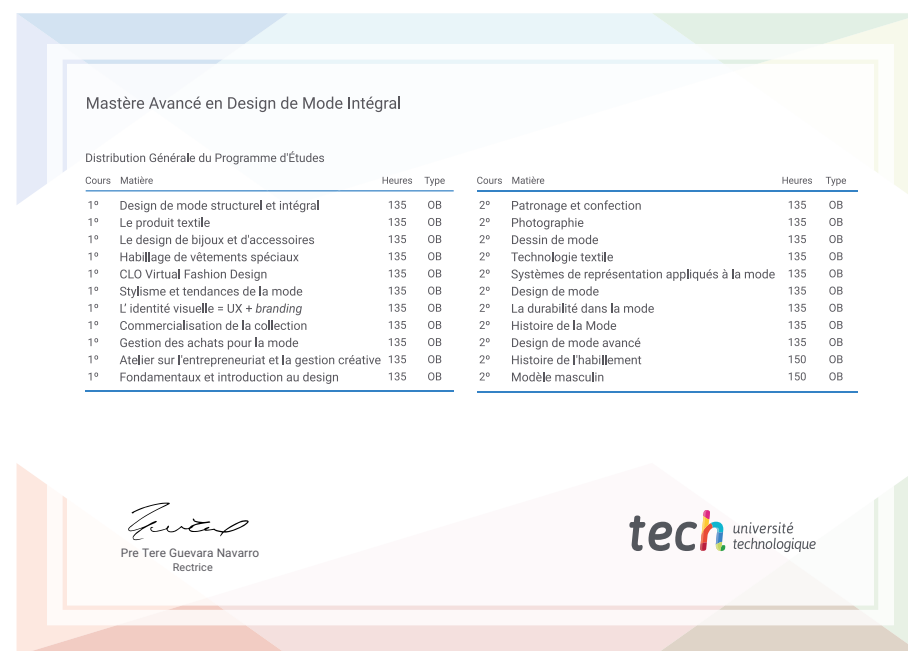 Mastère Avancé en Design de Mode Intégral
Distribution Générale du Programme d'Études
Cours Matière Heures Type
1º Design de mode structurel et intégral 135 OB
1º Le produit textile 135 OB
1º Le design de bijoux et d'accessoires 135 OB
1º Habillage de vêtements spéciaux 135 OB
1º CLO Virtual Fashion Design 135 OB
1º Stylisme et tendances de la mode 135 OB
1º L' identité visuelle = UX + branding 135 OB
1º Commercialisation de la collection 135 OB
1º Gestion des achats pour la mode 135 OB
1º Atelier sur l'entrepreneuriat et la gestion créative 135 OB
1º Fondamentaux et introduction au design 135 OB
Cours Matière Heures Type
2º Patronage et confection 135 OB
2º Photographie 135 OB
2º Dessin de mode 135 OB
2º Technologie textile 135 OB
2º Systèmes de représentation appliqués à la mode 135 OB
2º Design de mode 135 OB
2º La durabilité dans la mode 135 OB
2º Histoire de la Mode 135 OB
2º Design de mode avancé 135 OB
2º Histoire de l'habillement 150 OB
2º Modèle masculin 150 OB
Pre Tere Guevara Navarro
Rectrice
tech université
technologique